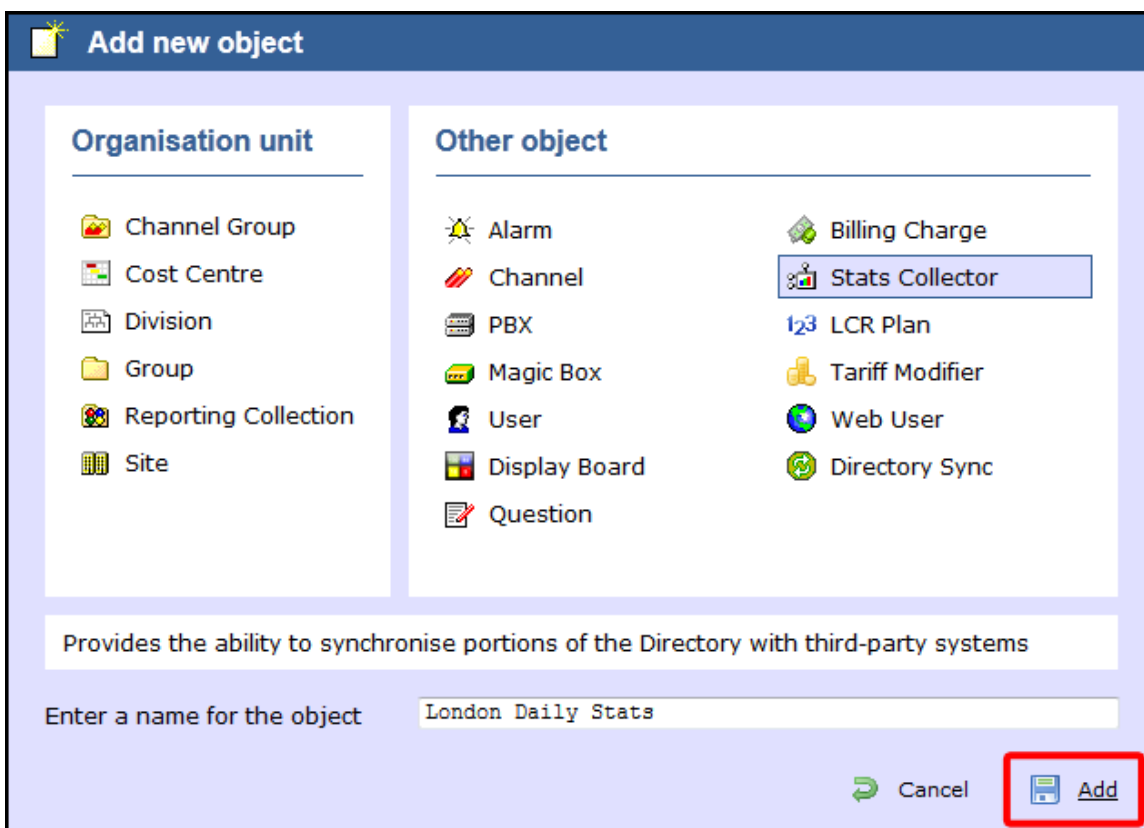 Add new object
Organisation unit
Channel Group
Cost Centre
Division
Group
Reporting Collection
Site
Other object
Alarm
Channel
PBX
Magic Box
User
Display Board
Question
Billing Charge
Stats Collector
123 LCR Plan
Tariff Modifier
Web User
Directory Sync
Provides the ability to synchronise portions of the Directory with third-party systems
Enter a name for the object
London Daily Stats
Cancel
Add